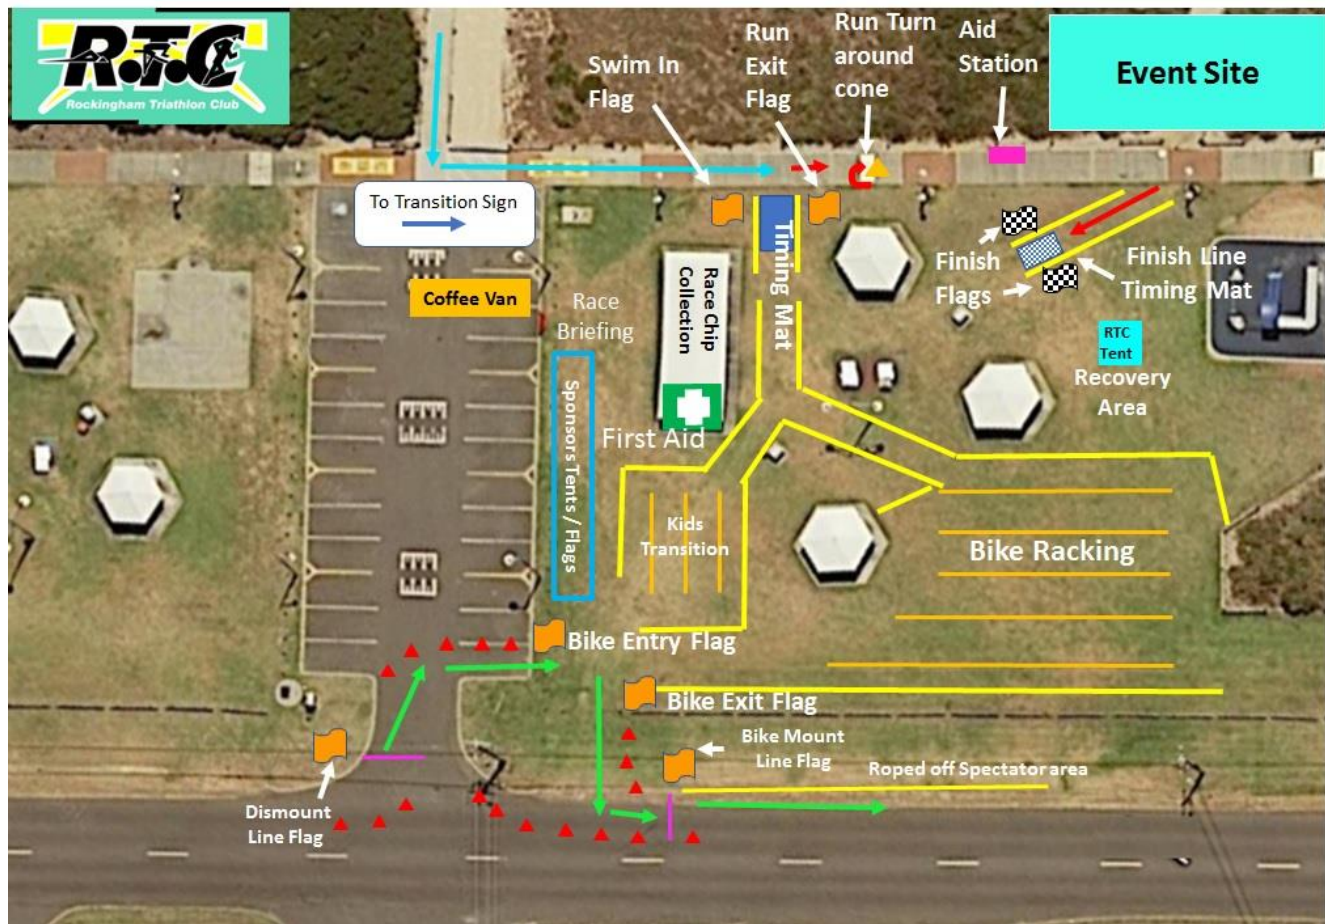 R.T.C
Rockingham Triathlon Club
Swim In
Flag
Run
Exit
Flag
Run Turn
around
cone
Aid
Station
Event Site
To Transition Sign
Coffee Van
Race
Briefing
Race Chip
Collection
Timing Mat
Finish
Flags
Finish Line
Timing Mat
RTC
Tent
Recovery
Area
Sponsors Tents / Flags
First Aid
Kids
Transition
Bike Racking
Bike Entry Flag
Bike Exit Flag
Bike Mount
Line Flag
Roped off Spectator area
Dismount
Line Flag